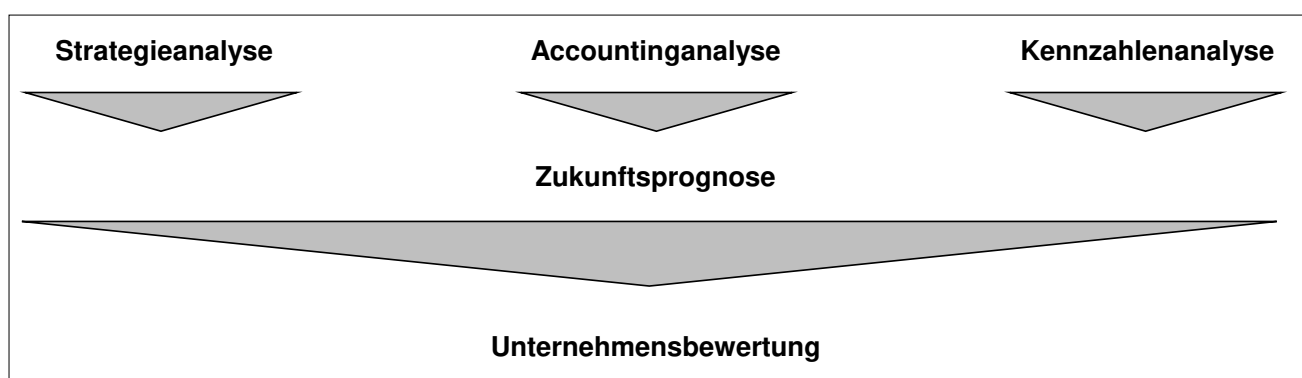 Strategieanalyse Accountinganalyse Kennzahlenanalyse
Zukunftsprognose
Unternehmensbewertung